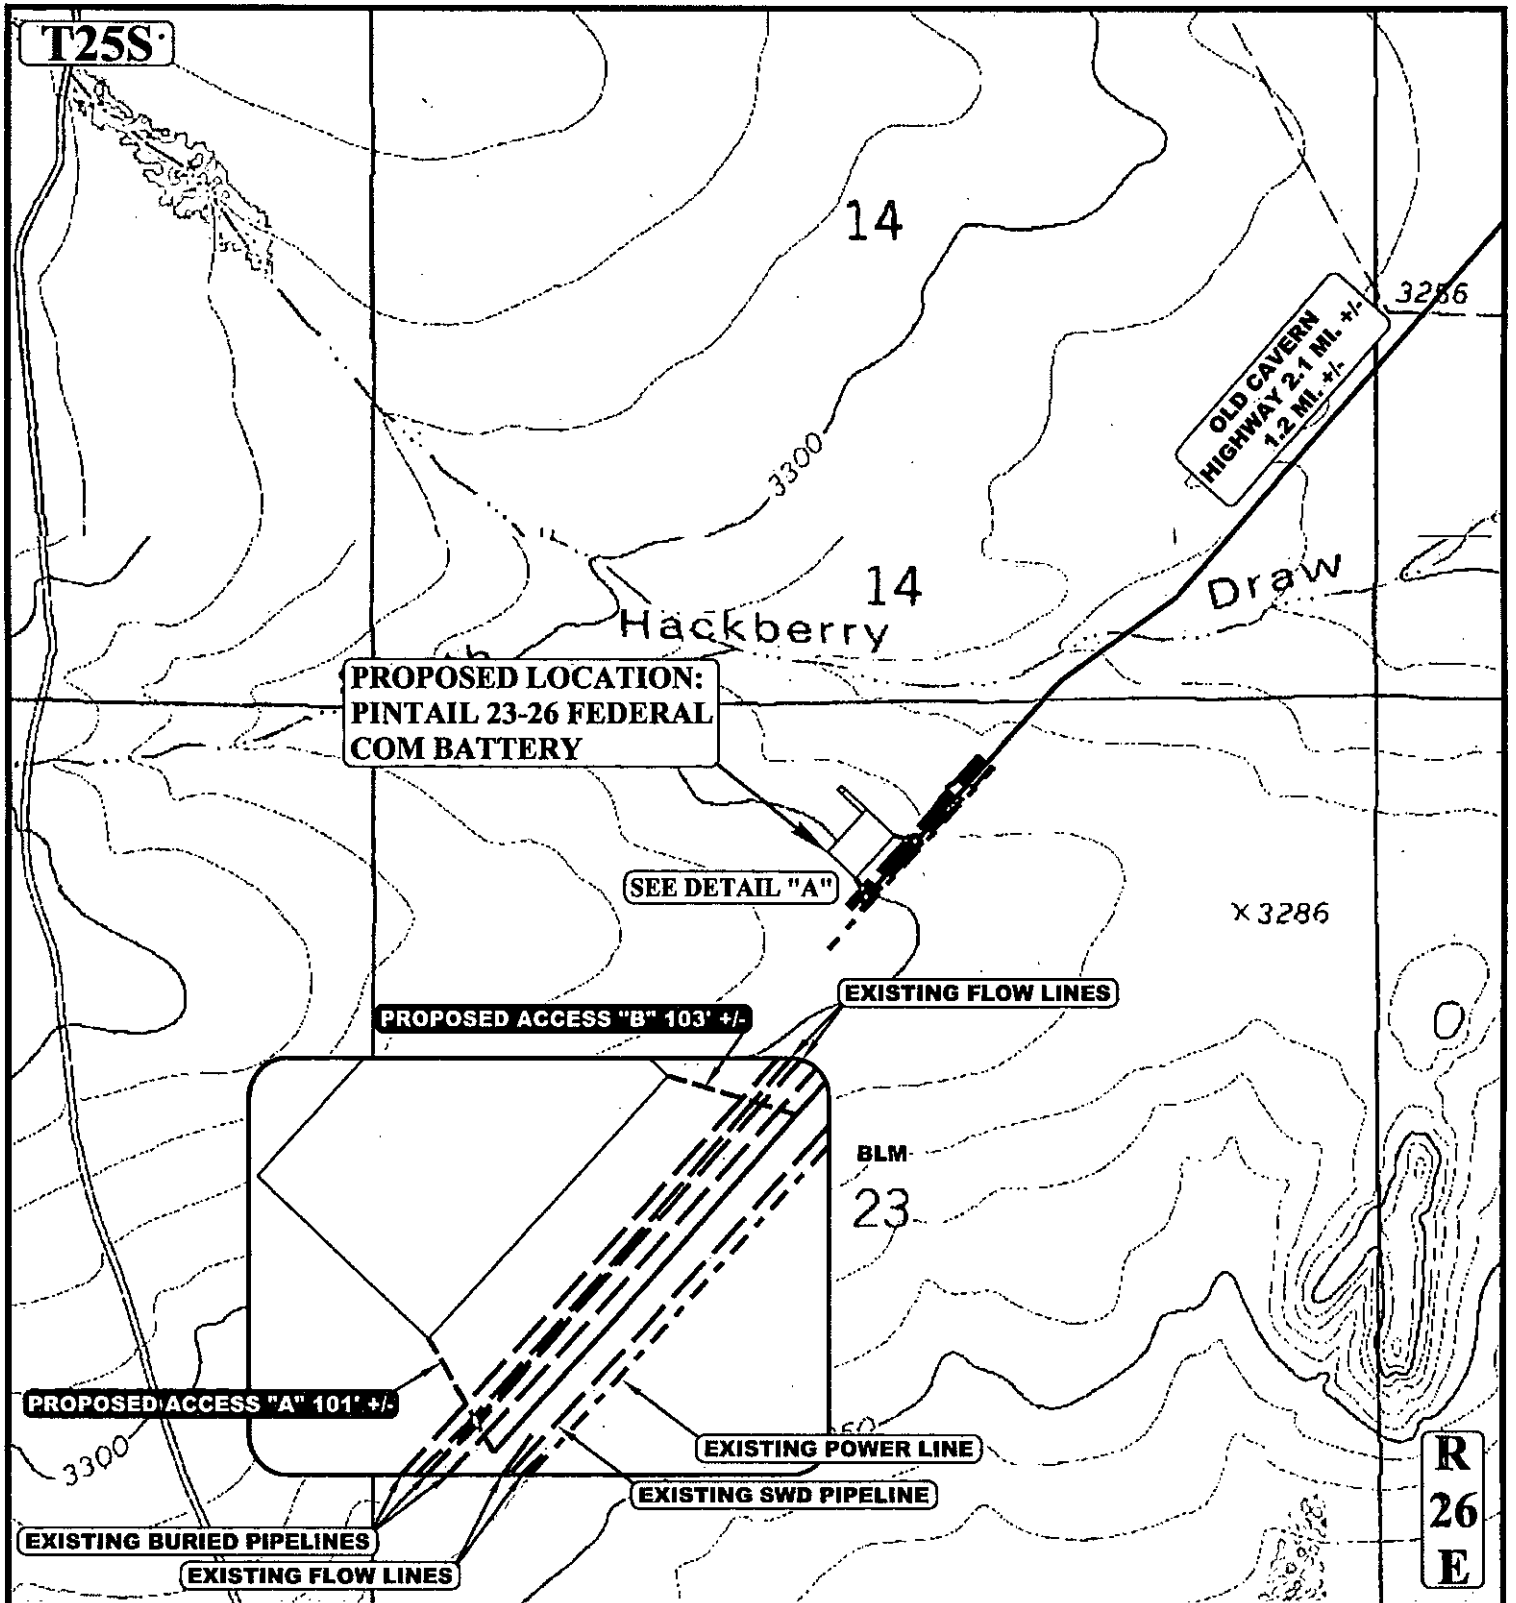 T25S
14
3256
OLD CAVERN
HIGHWAY 2.1 MI. +/-
1.2 MI. +/-
3300
14
Hackberry
Draw
PROPOSED LOCATION:
PINTAIL 23-26 FEDERAL
COM BATTERY
SEE DETAIL "A"
x 3286
EXISTING FLOW LINES
PROPOSED ACCESS "B" 103' +/-
BLM
23
PROPOSED ACCESS "A" 101' +/-
3300
EXISTING POWER LINE
EXISTING SWD PIPELINE
EXISTING BURIED PIPELINES
EXISTING FLOW LINES
R
26
E